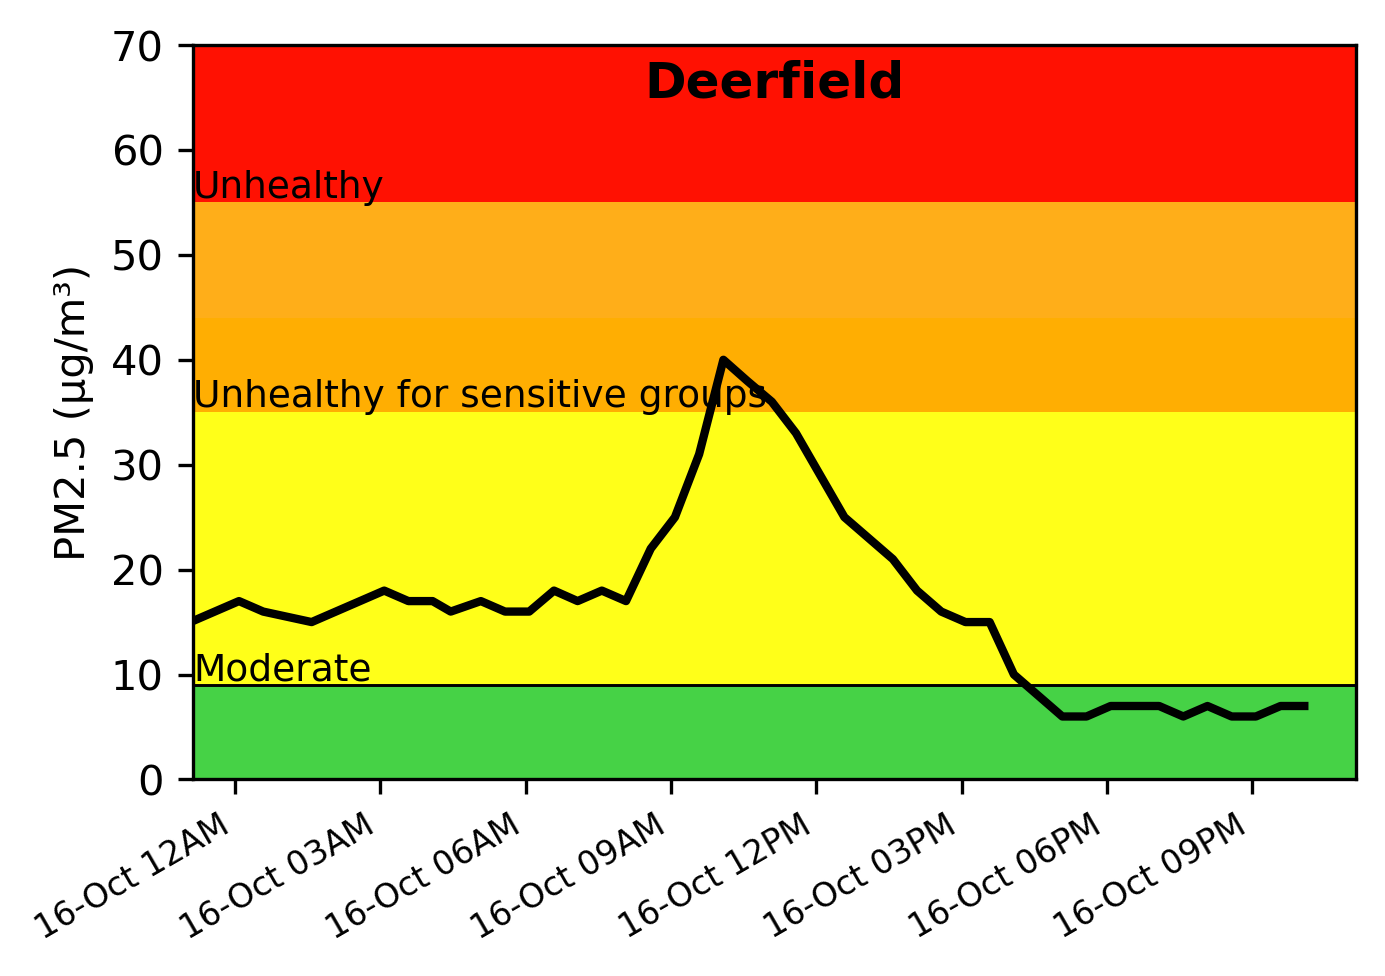 Deerfield
70
60
50
40
30
20
10
0
PM2.5 (µg/m³)
Unhealthy
Unhealthy for sensitive groups
Moderate
16-Oct 12AM
16-Oct 03AM
16-Oct 06AM
16-Oct 09AM
16-Oct 12PM
16-Oct 03PM
16-Oct 06PM
16-Oct 09PM